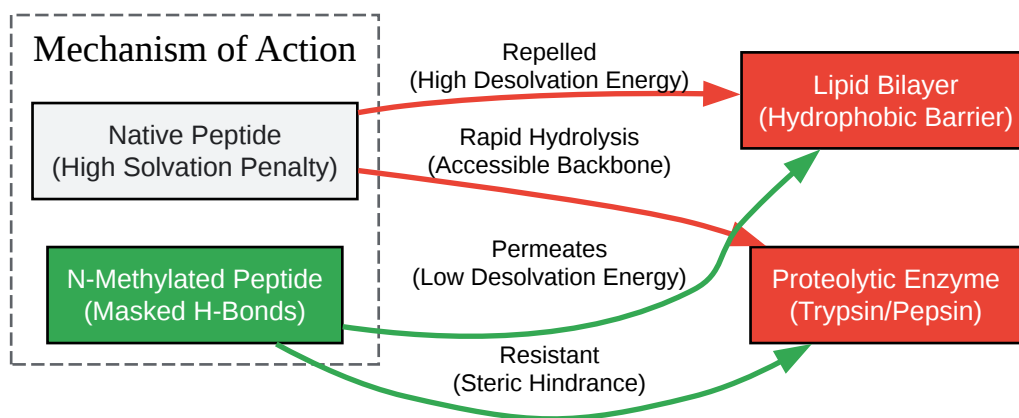 Mechanism of Action
Native Peptide
(High Solvation Penalty)
N-Methylated Peptide
(Masked H-Bonds)
Repelled
(High Desolvation Energy)
Rapid Hydrolysis
(Accessible Backbone)
Permeates
(Low Desolvation Energy)
Resistant
(Steric Hindrance)
Lipid Bilayer
(Hydrophobic Barrier)
Proteolytic Enzyme
(Trypsin/Pepsin)